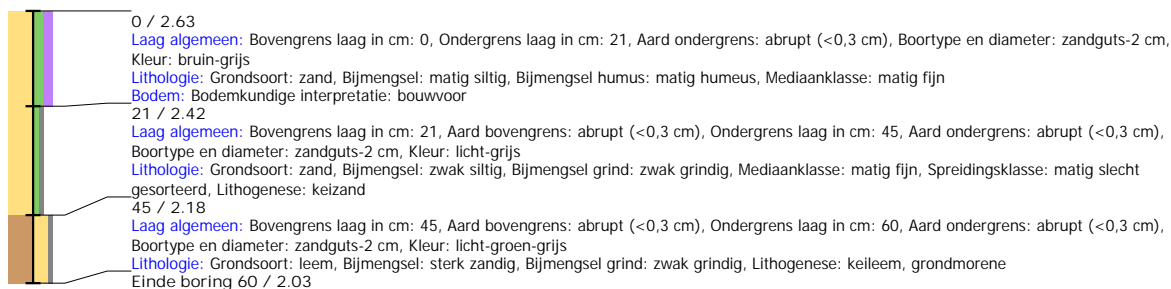 0 / 2.63
Laag algemeen: Bovengrens laag in cm: 0, Ondergrens laag in cm: 21, Aard ondergrens: abrupt (<0,3 cm), Boortype en diameter: zandguts-2 cm,
Kleur: bruin-grijs
Lithologie: Grondsoort: zand, Bijmengsel: matig siltig, Bijmengsel humus: matig humeus, Mediaanklasse: matig fijn
Bodem: Bodemkundige interpretatie: bouwvoor
21 / 2.42
Laag algemeen: Bovengrens laag in cm: 21, Aard bovengrens: abrupt (<0,3 cm), Ondergrens laag in cm: 45, Aard ondergrens: abrupt (<0,3 cm),
Boortype en diameter: zandguts-2 cm, Kleur: licht-grijs
Lithologie: Grondsoort: zand, Bijmengsel: zwak siltig, Bijmengsel grind: zwak grindig, Mediaanklasse: matig fijn, Spreidingsklasse: matig slecht
gesorteerd, Lithogenese: keizand
45 / 2.18
Laag algemeen: Bovengrens laag in cm: 45, Aard bovengrens: abrupt (<0,3 cm), Ondergrens laag in cm: 60, Aard ondergrens: abrupt (<0,3 cm),
Boortype en diameter: zandguts-2 cm, Kleur: licht-groen-grijs
Lithologie: Grondsoort: leem, Bijmengsel: sterk zandig, Bijmengsel grind: zwak grindig, Lithogenese: keileem, grondmorene
Einde boring 60 / 2.03